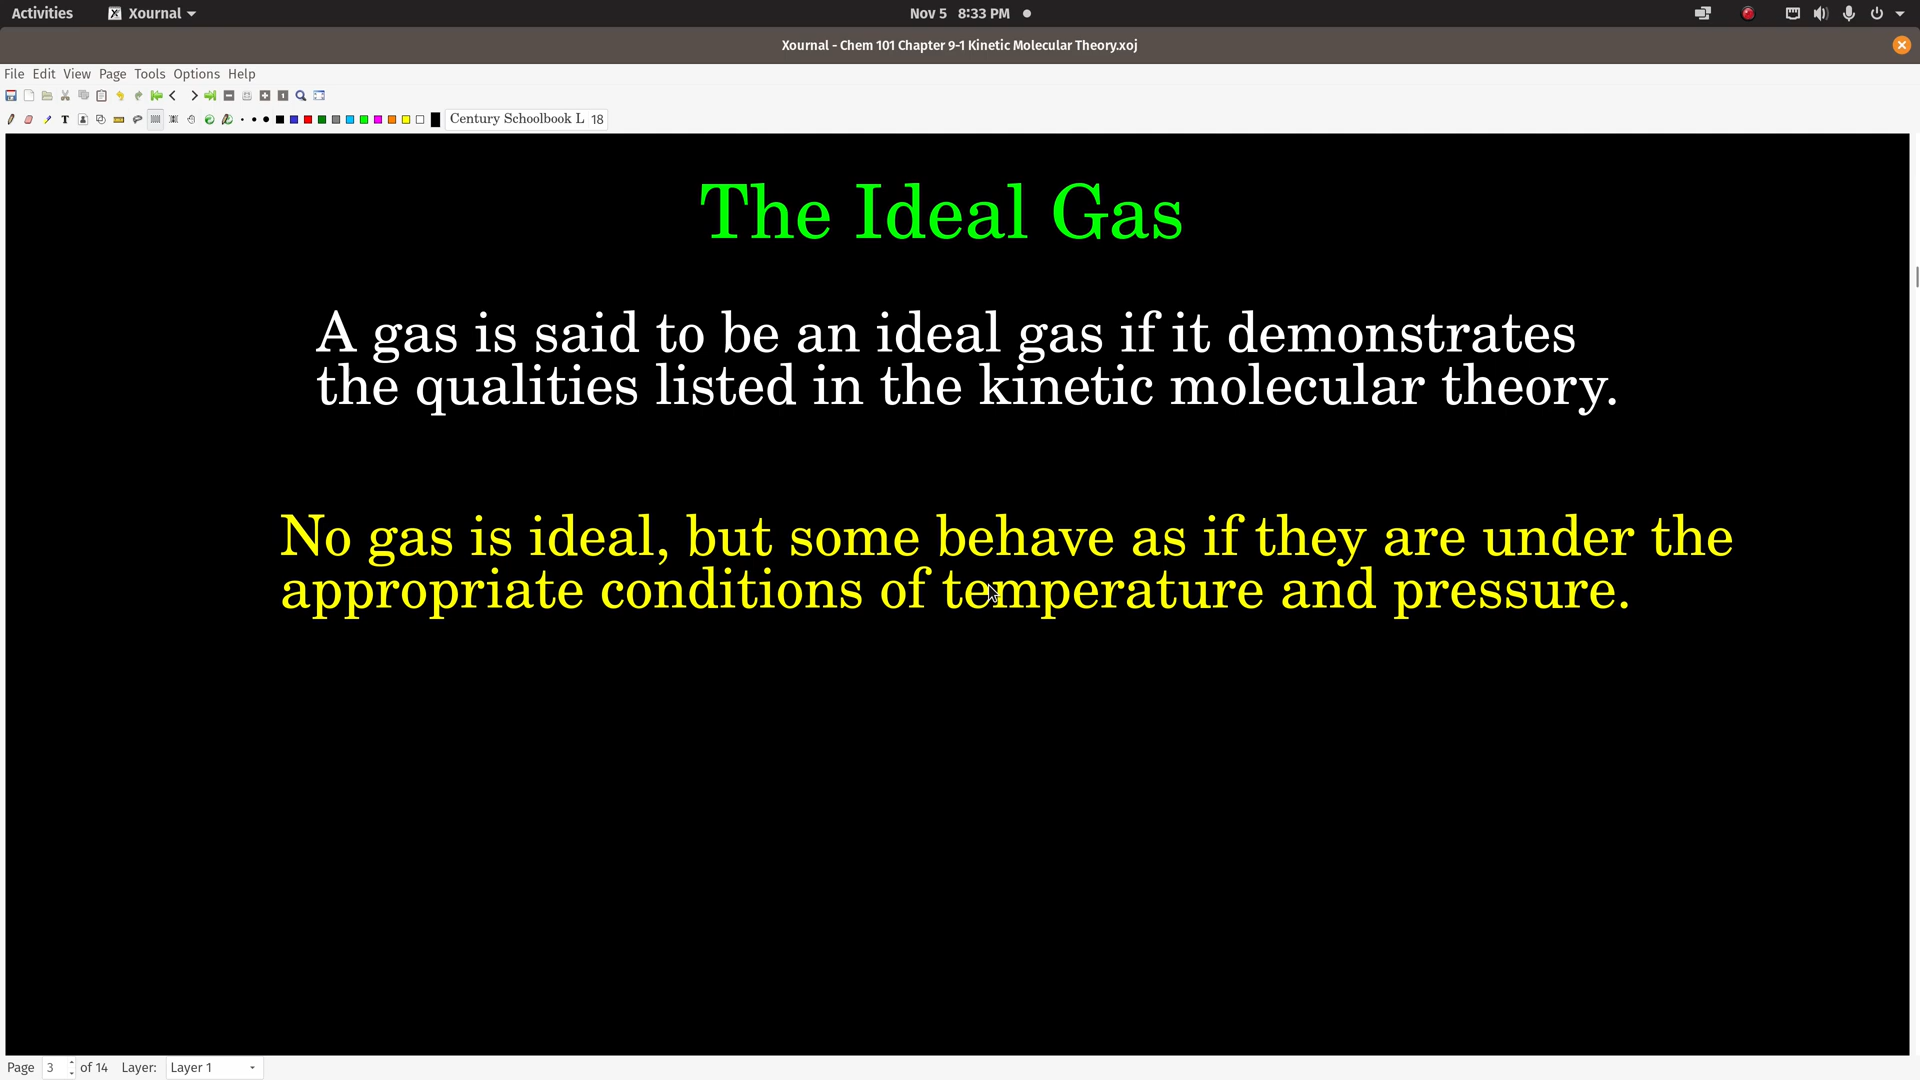 Activities Xournal Nov 5 8:33 PM
Xournal - Chem 101 Chapter 9-1 Kinetic Molecular Theory.xoj
File Edit View Page Tools Options Help
Century Schoolbook L 18
The Ideal Gas
A gas is said to be an ideal gas if it demonstrates
the qualities listed in the kinetic molecular theory.
No gas is ideal, but some behave as if they are under the
appropriate conditions of temperature and pressure.
Page 3 of 14 Layer: Layer 1